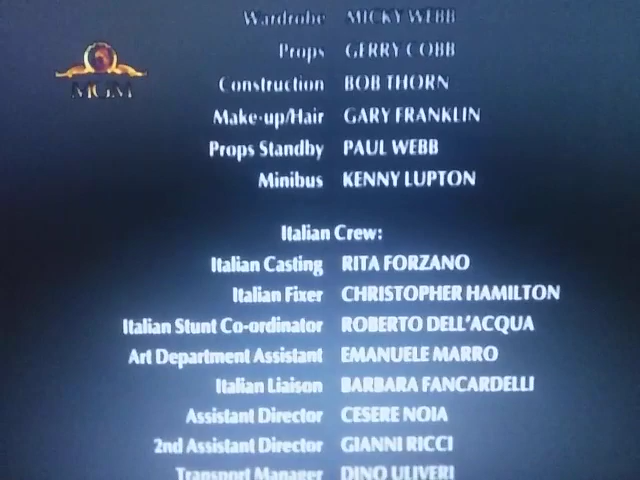 Wardrobe MICKY WEBB
Props GERRY COBB
MGM
Construction BOB THORN
Make-up/Hair GARY FRANKLIN
Props Standby PAUL WEBB
Minibus KENNY LUPTON
Italian Crew:
Italian Casting RITA FORZANO
Italian Fixer CHRISTOPHER HAMILTON
Italian Stunt Co-ordinator ROBERTO DELL'ACQUA
Art Department Assistant EMANUELE MARRO
Italian Liaison BARBARA FANCARDELLI
Assistant Director CESERE NOIA
2nd Assistant Director GIANNI RICCI
Transport Manager DINO ULIVERI